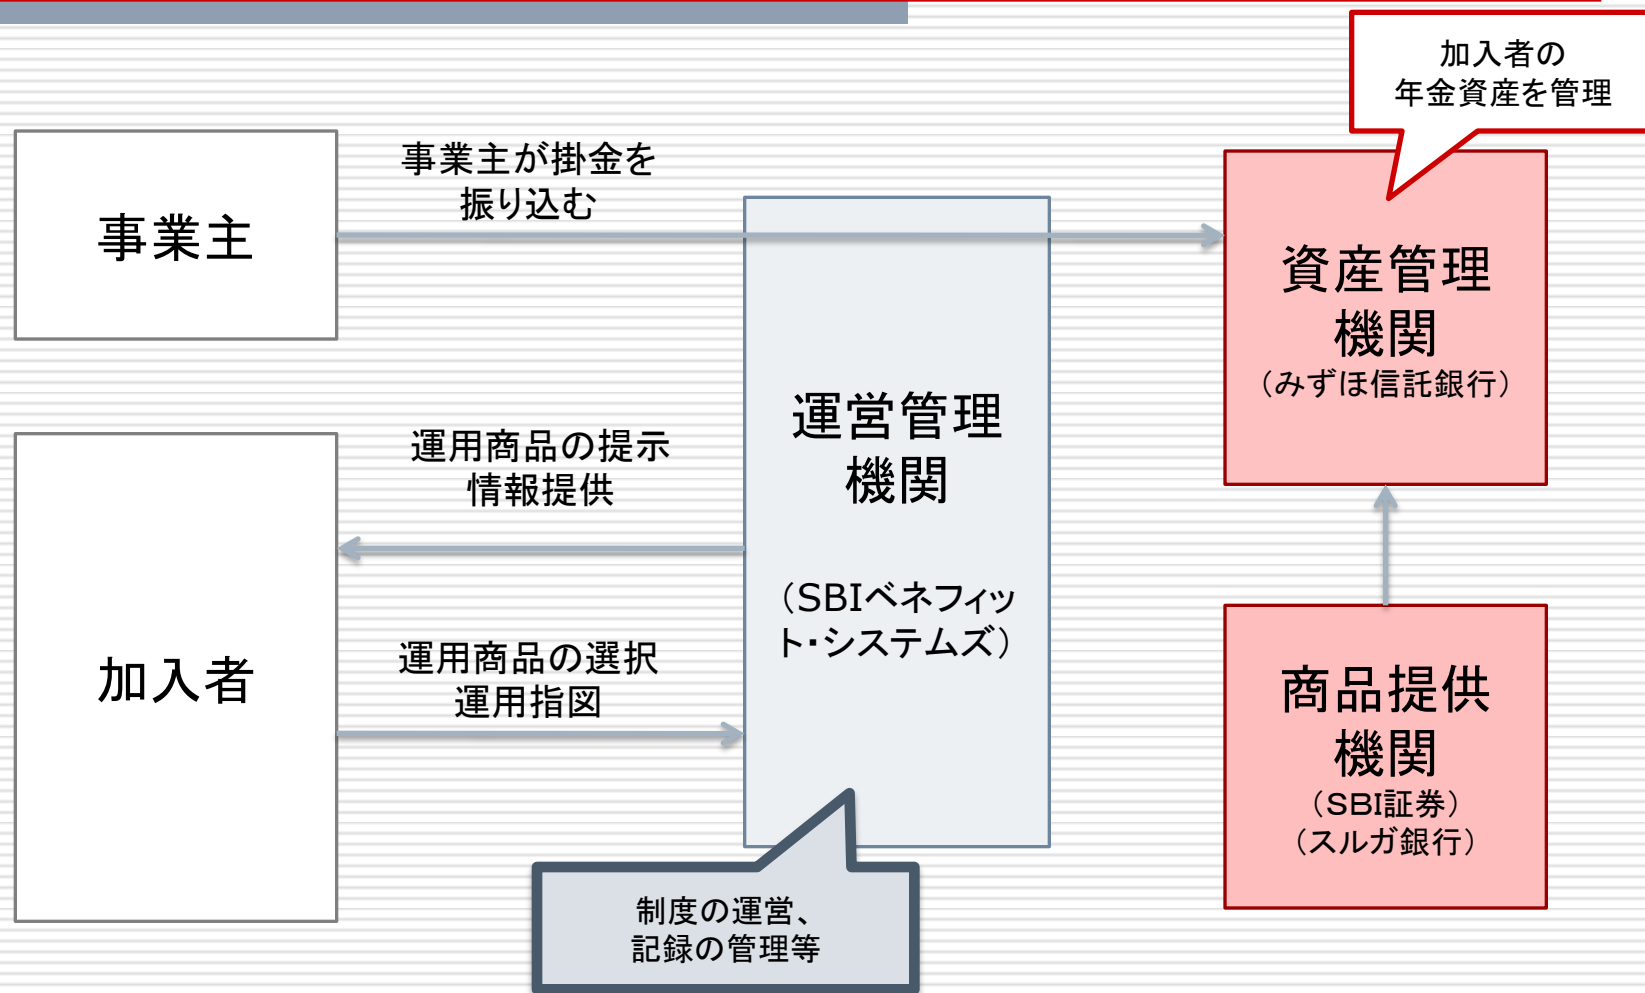 加入者の
年金資産を管理
事業主が掛金を
振り込む
事業主
資産管理
機関
（みずほ信託銀行）
運営管理
機関
（SBIベネフィッ
ト・システムズ）
運用商品の提示
情報提供
加入者
運用商品の選択
運用指図
商品提供
機関
（SBI証券）
（スルガ銀行）
制度の運営、
記録の管理等